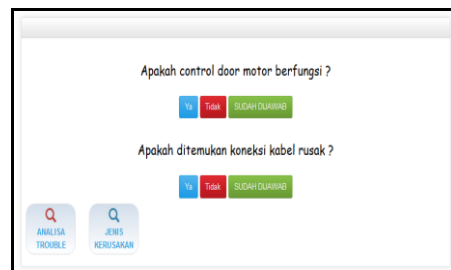 Apakah control door motor berfungsi ?
Ya Tidak SUDAH DIJAWAB
Apakah ditemukan koneksi kabel rusak ?
Ya Tidak SUDAH DIJAWAB
ANALISA
TROUBLE
JENIS
KERUSAKAN